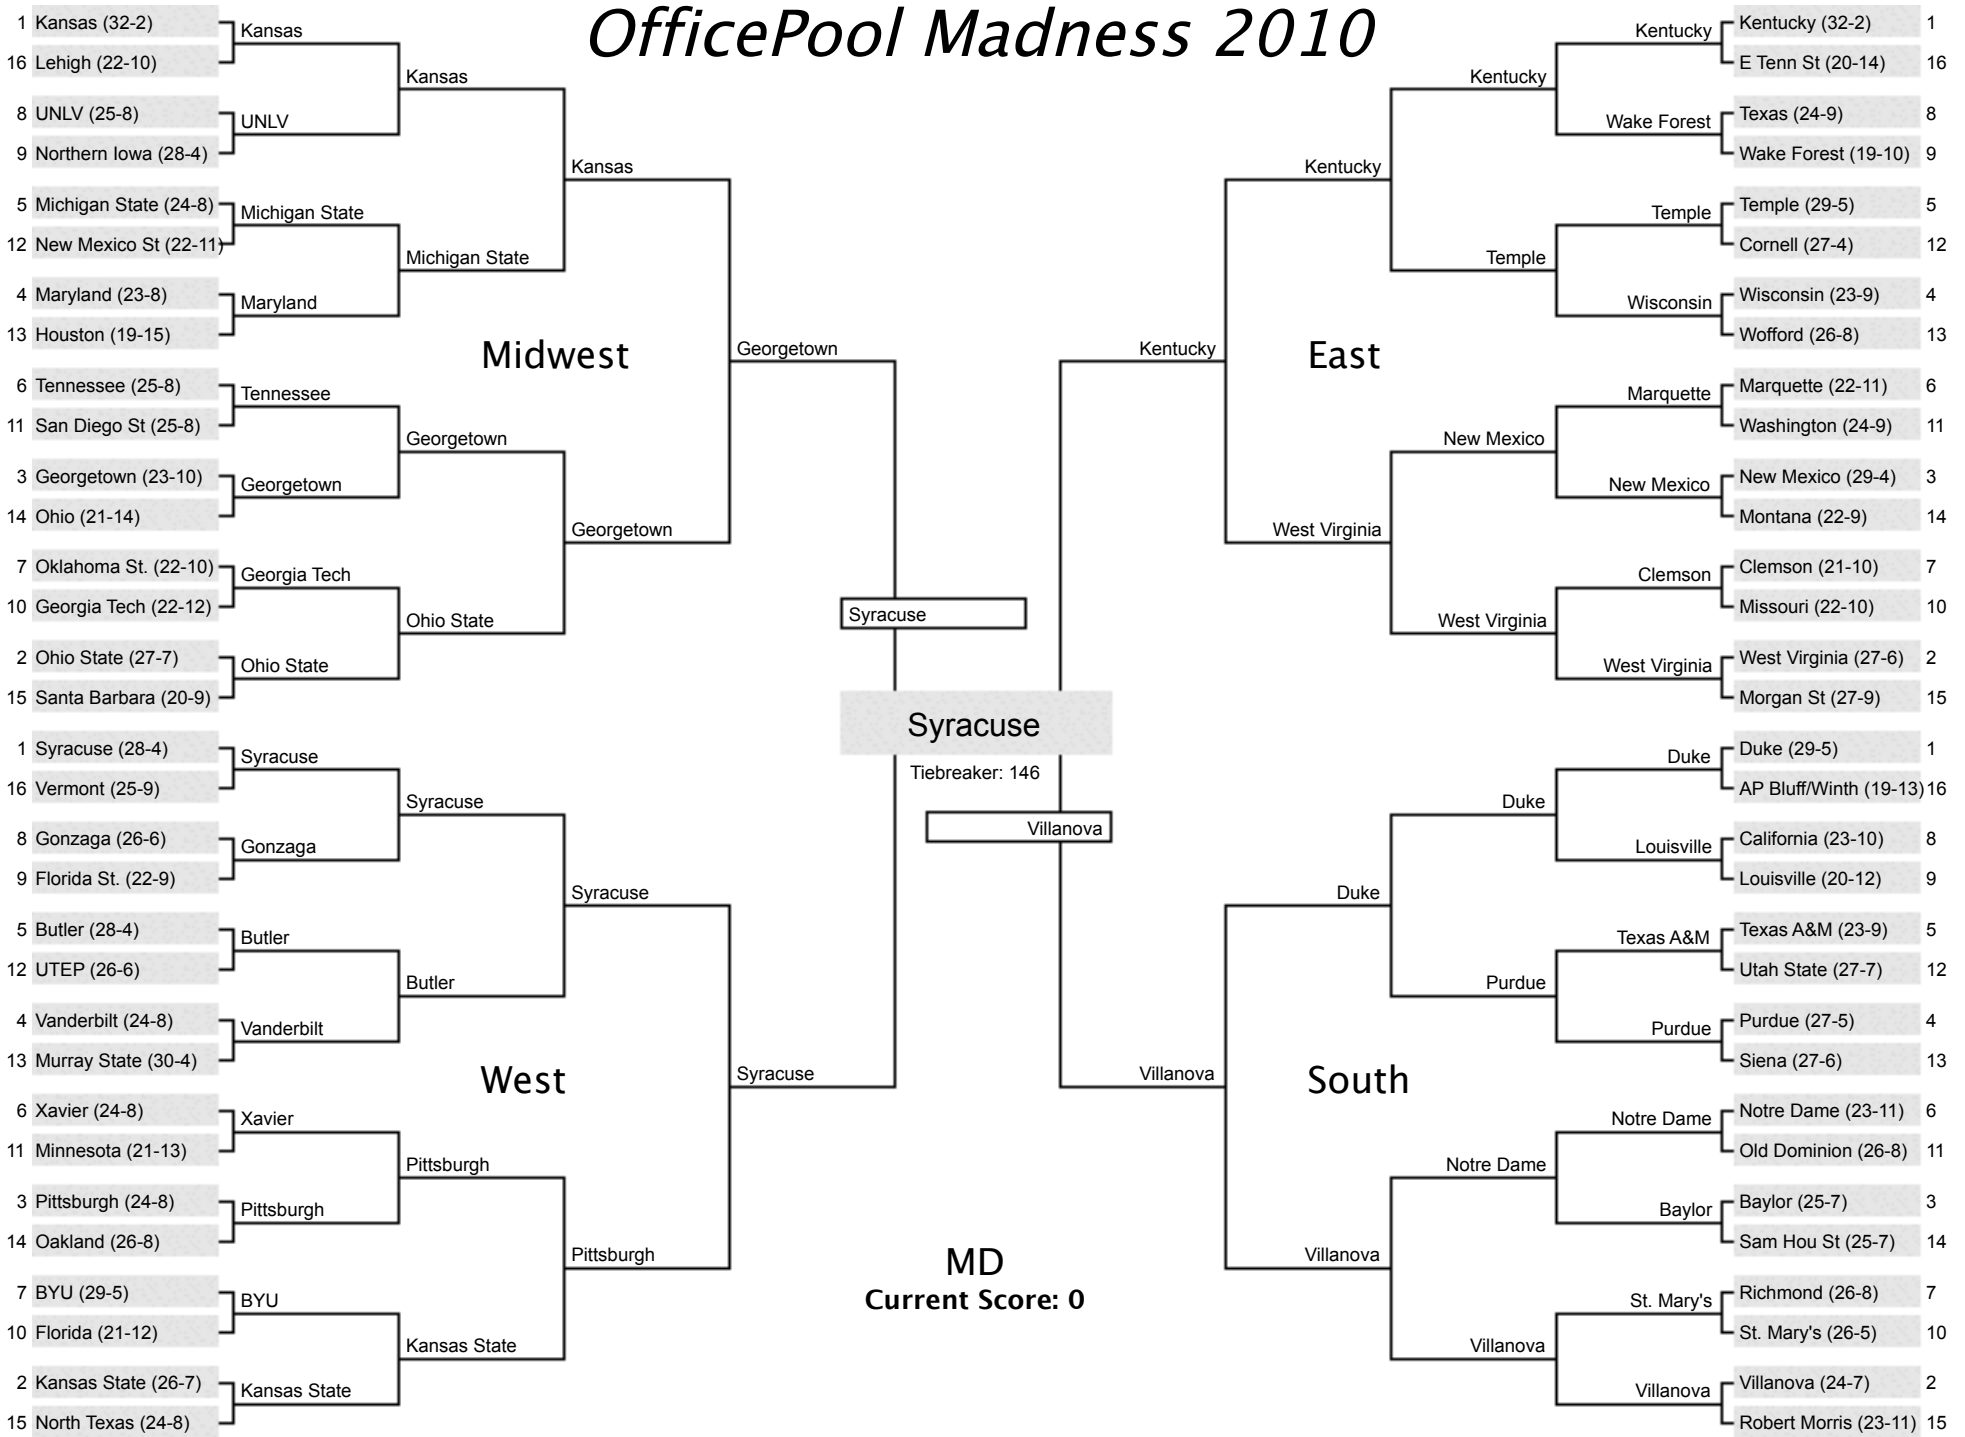 OfficePool Madness 2010
1 Kansas (32-2)
16 Lehigh (22-10)
8 UNLV (25-8)
9 Northern Iowa (28-4)
5 Michigan State (24-8)
12 New Mexico St (22-11)
4 Maryland (23-8)
13 Houston (19-15)
6 Tennessee (25-8)
11 San Diego St (25-8)
3 Georgetown (23-10)
14 Ohio (21-14)
7 Oklahoma St. (22-10)
10 Georgia Tech (22-12)
2 Ohio State (27-7)
15 Santa Barbara (20-9)
Kansas
UNLV
Michigan State
Maryland
Tennessee
Georgetown
Georgia Tech
Ohio State
Kansas
Michigan State
Georgetown
Ohio State
Kansas
Georgetown
Midwest
Georgetown
1 Syracuse (28-4)
16 Vermont (25-9)
8 Gonzaga (26-6)
9 Florida St. (22-9)
5 Butler (28-4)
12 UTEP (26-6)
4 Vanderbilt (24-8)
13 Murray State (30-4)
6 Xavier (24-8)
11 Minnesota (21-13)
3 Pittsburgh (24-8)
14 Oakland (26-8)
7 BYU (29-5)
10 Florida (21-12)
2 Kansas State (26-7)
15 North Texas (24-8)
Syracuse
Gonzaga
Butler
Vanderbilt
Xavier
Pittsburgh
BYU
Kansas State
Syracuse
Butler
Pittsburgh
Kansas State
Syracuse
Pittsburgh
West
Syracuse
Syracuse
Syracuse
Tiebreaker: 146
Villanova
MD
Current Score: 0
Kentucky (32-2) 1
E Tenn St (20-14) 16
Texas (24-9) 8
Wake Forest (19-10) 9
Temple (29-5) 5
Cornell (27-4) 12
Wisconsin (23-9) 4
Wofford (26-8) 13
Marquette (22-11) 6
Washington (24-9) 11
New Mexico (29-4) 3
Montana (22-9) 14
Clemson (21-10) 7
Missouri (22-10) 10
West Virginia (27-6) 2
Morgan St (27-9) 15
Kentucky
Wake Forest
Temple
Wisconsin
Marquette
New Mexico
Clemson
West Virginia
Kentucky
Temple
New Mexico
West Virginia
Kentucky
West Virginia
East
Kentucky
Duke (29-5) 1
AP Bluff/Winth (19-13) 16
California (23-10) 8
Louisville (20-12) 9
Texas A&M (23-9) 5
Utah State (27-7) 12
Purdue (27-5) 4
Siena (27-6) 13
Notre Dame (23-11) 6
Old Dominion (26-8) 11
Baylor (25-7) 3
Sam Hou St (25-7) 14
Richmond (26-8) 7
St. Mary's (26-5) 10
Villanova (24-7) 2
Robert Morris (23-11) 15
Duke
Louisville
Texas A&M
Purdue
Notre Dame
Baylor
St. Mary's
Villanova
Duke
Purdue
Notre Dame
Villanova
Duke
Villanova
South
Villanova